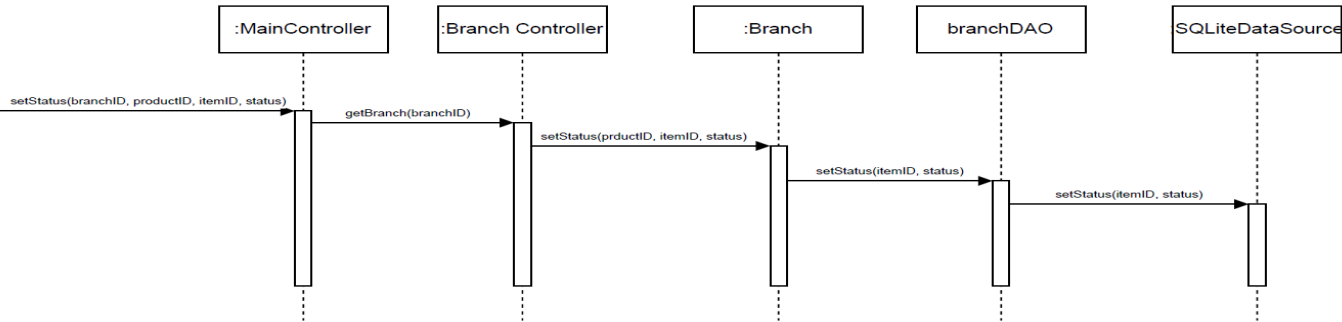 :MainController
:Branch Controller
:Branch
branchDAO
:SQLiteDataSource
setStatus(branchID, productID, itemID, status)
getBranch(branchID)
setStatus(prductID, itemID, status)
setStatus(itemID, status)
setStatus(itemID, status)